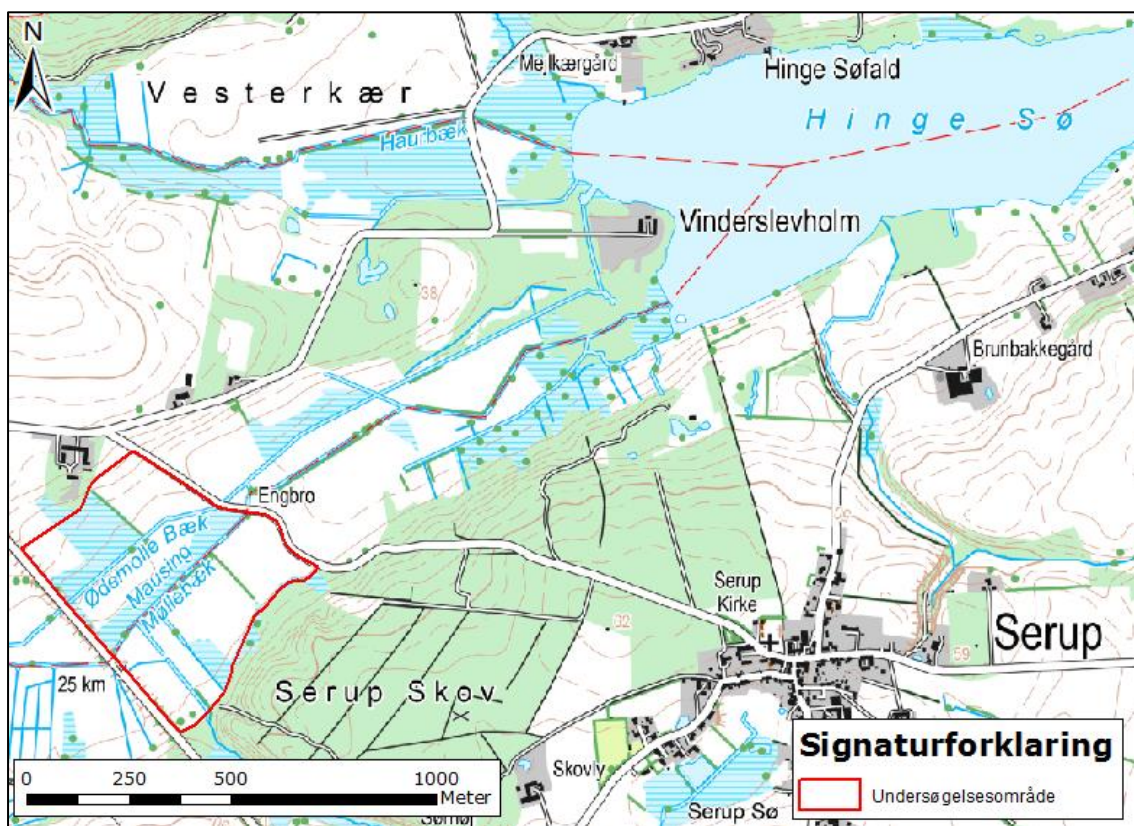 N
Mejlkærgård
Hinge Søfald
Vesterkær
Hinge Sø
Haurbæk
Vinderslevholm
38
Brunbakkegård
Engbro
Ødemølle Bæk
Mausing
Møllebæk
Serup
Kirke
32
Serup
59
25 km
Serup Skov
Skovly
Serup Sø
Signaturforklaring
Undersøgelsesområde
0 250 500 1000
Meter